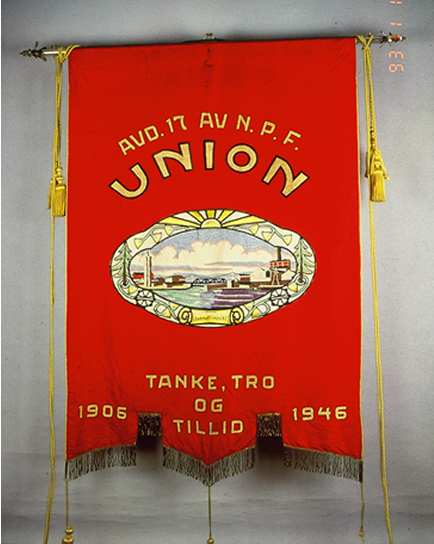 AVD. 17 AV N. P. F.
UNION
TANKE, TRO
OG
TILLID
1906
1946